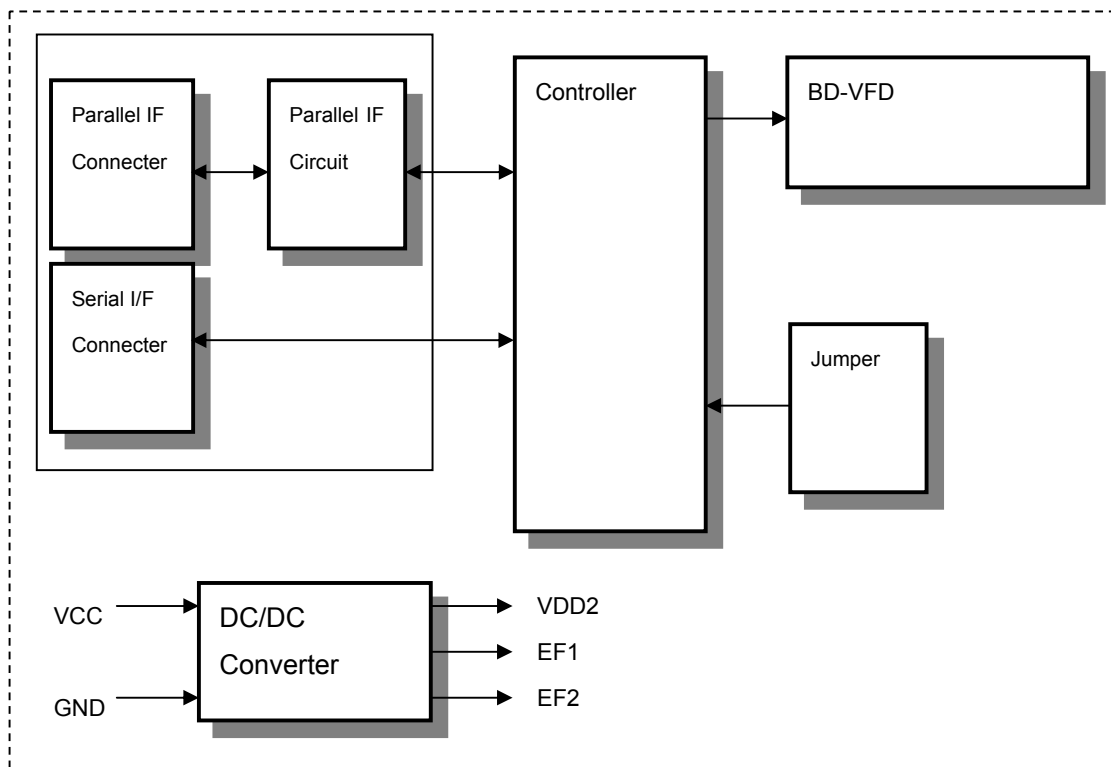 Parallel IF
Connecter
Parallel IF
Circuit
Controller
BD-VFD
Serial I/F
Connecter
Jumper
VCC
GND
DC/DC
Converter
VDD2
EF1
EF2